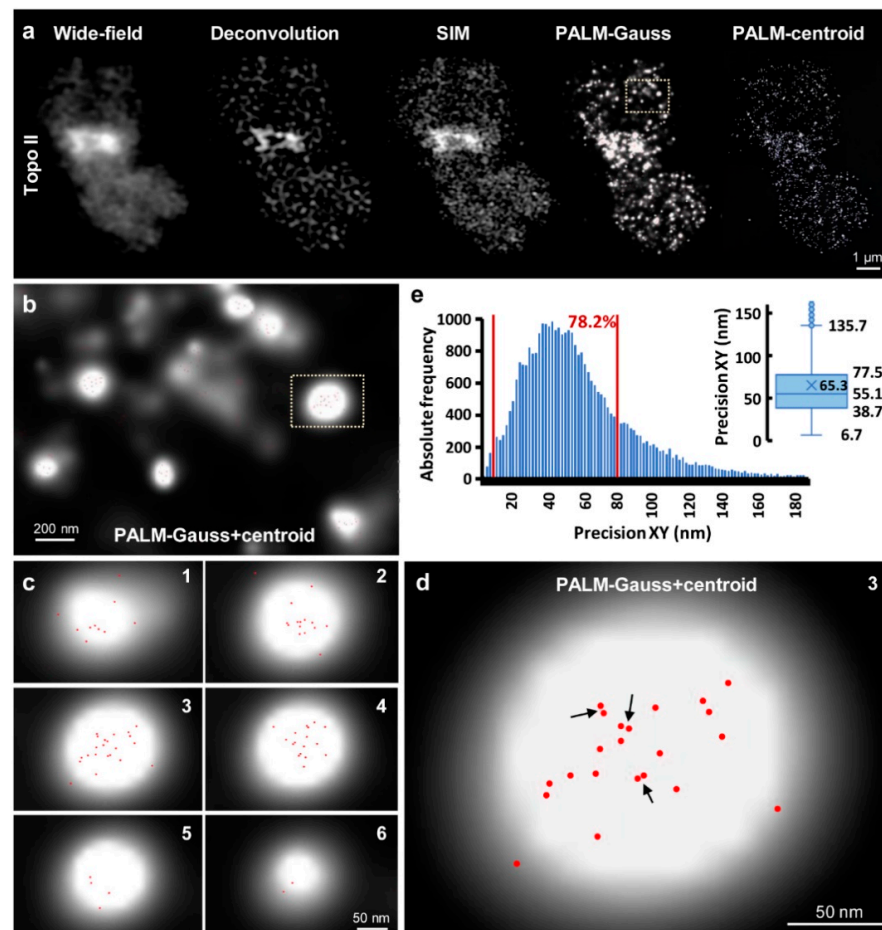 a
Wide-field Deconvolution SIM PALM-Gauss PALM-centroid
Topo II
1 µm
b
200 nm
PALM-Gauss+centroid
e
78.2%
Absolute frequency
1000
800
600
400
200
0
20 40 60 80 100 120 140 160 180
Precision XY (nm)
Precision XY (nm)
150
100
50
0
135.7
77.5
65.3
55.1
38.7
6.7
c
1
2
3
4
5
6
50 nm
d
PALM-Gauss+centroid
3
50 nm